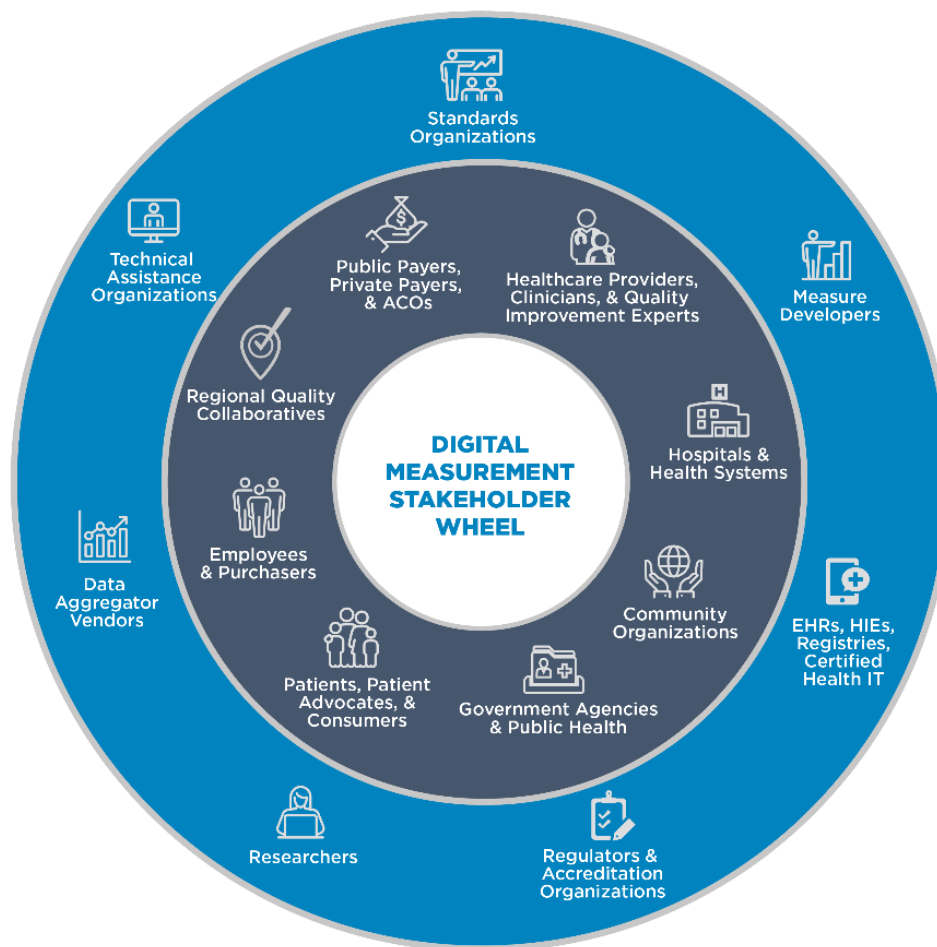 Standards
Organizations
Technical
Assistance
Organizations
Public Payers,
Private Payers,
& ACOs
Healthcare Providers,
Clinicians, & Quality
Improvement Experts
Measure
Developers
Regional Quality
Collaboratives
H
Hospitals &
Health Systems
DIGITAL
MEASUREMENT
STAKEHOLDER
WHEEL
Employees
& Purchasers
Data
Aggregator
Vendors
Community
Organizations
EHRs, HIEs,
Registries,
Certified
Health IT
Patients, Patient
Advocates, &
Consumers
Government Agencies
& Public Health
Researchers
Regulators &
Accreditation
Organizations
$